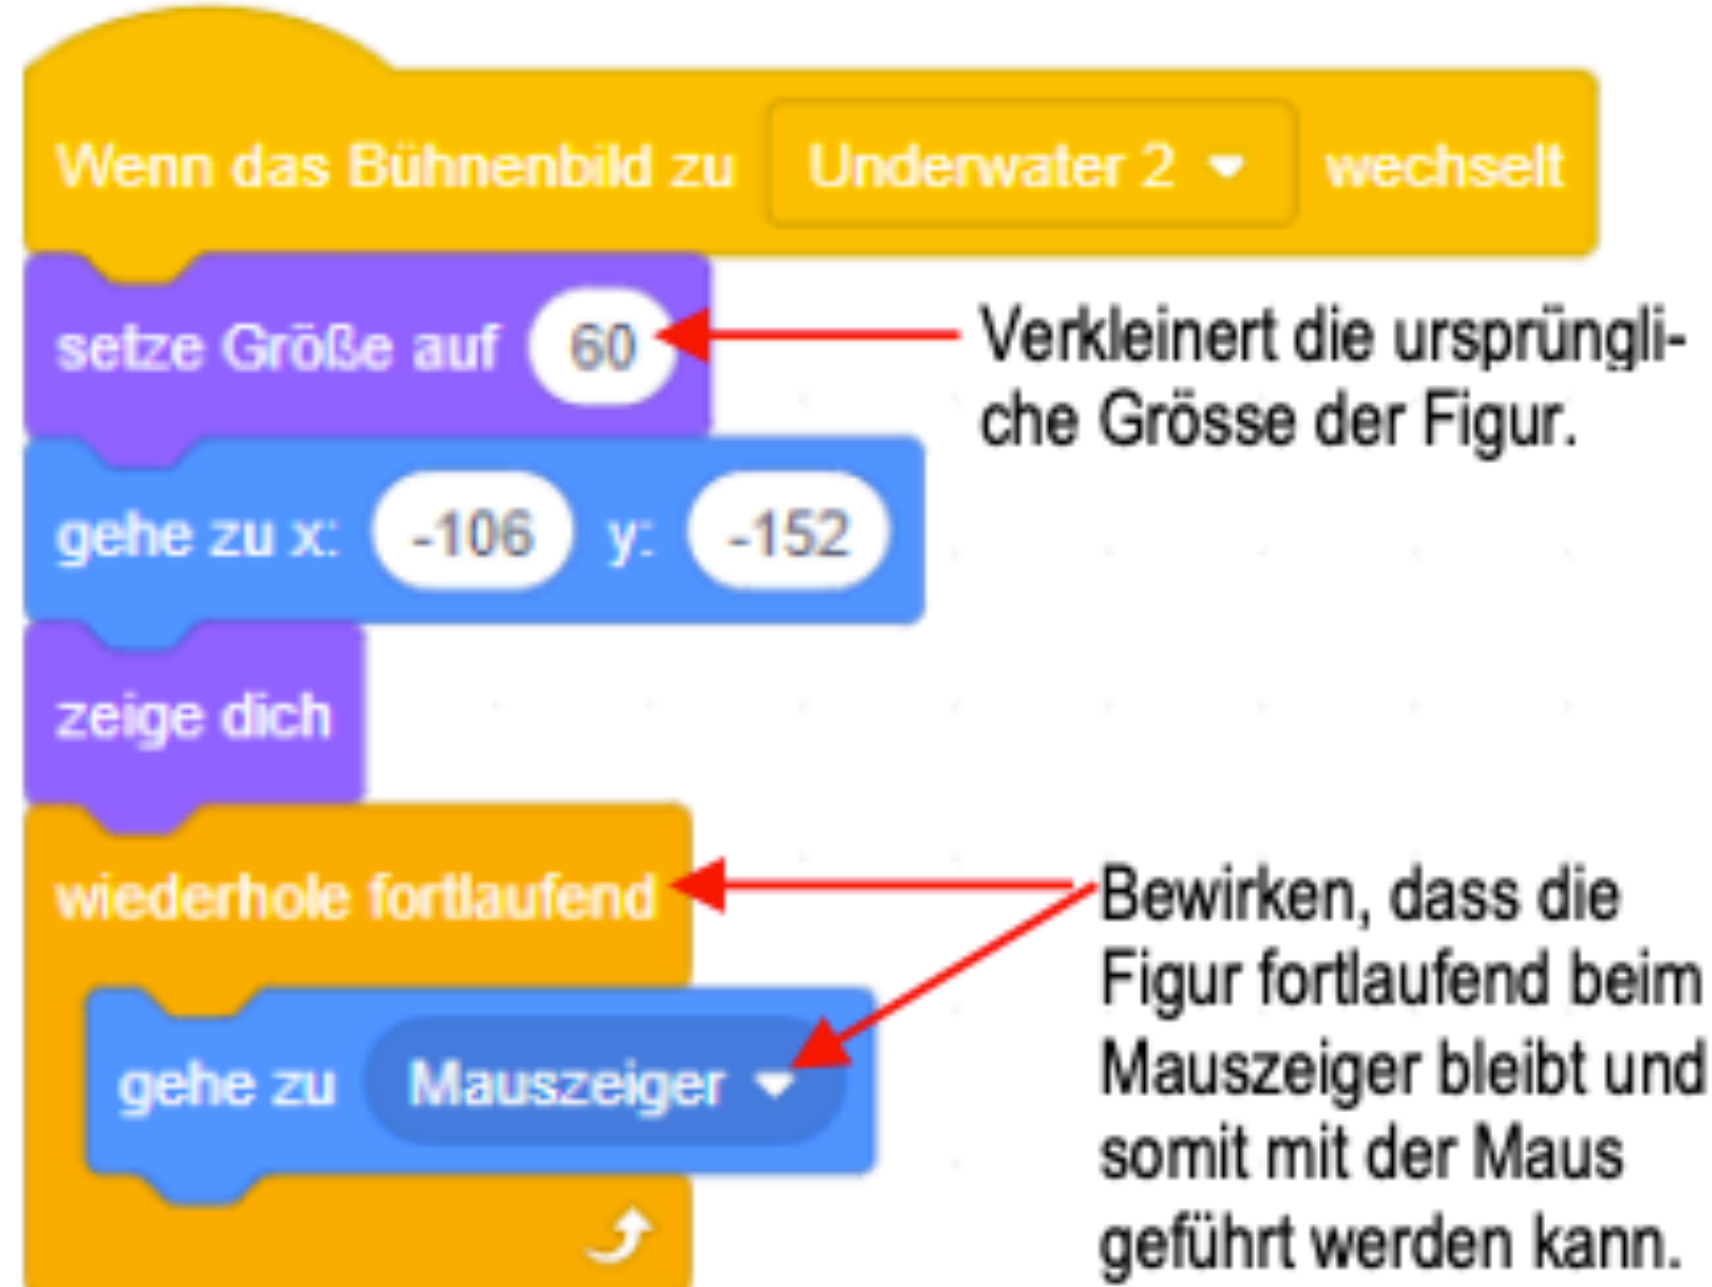 Wenn das Bühnenbild zu Underwater 2 wechselt
setze Größe auf 60
Verkleinert die ursprüngli-
che Grösse der Figur.
gehe zu x: -106 y: -152
zeige dich
wiederhole fortlaufend
gehe zu Mauszeiger
Bewirken, dass die
Figur fortlaufend beim
Mauszeiger bleibt und
somit mit der Maus
geführt werden kann.